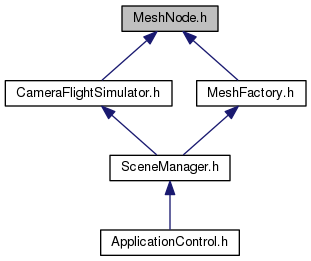 MeshNode.h
CameraFlightSimulator.h
MeshFactory.h
SceneManager.h
ApplicationControl.h